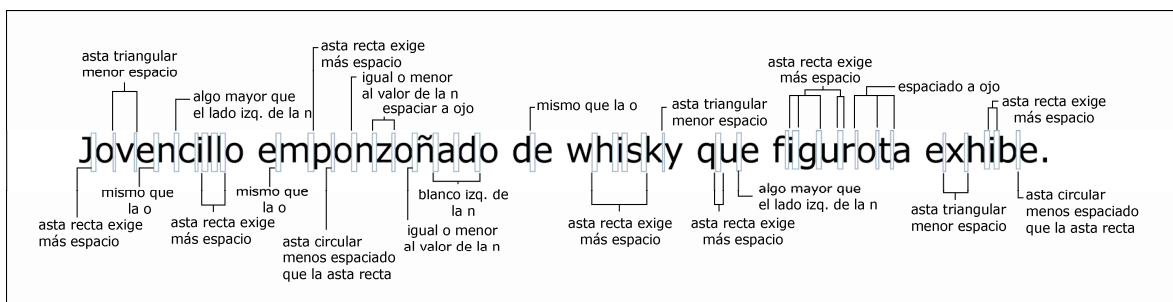 asta recta exige
más espacio
asta triangular
menor espacio
asta recta exige
más espacio
igual o menor
al valor de la n
espaciado a ojo
algo mayor que
el lado izq. de la n
asta recta exige
más espacio
espaciar a ojo
mismo que la o
asta triangular
menor espacio
Jovencillo emponzoñado de whisky que figurota exhibe.
mismo que
la o
mismo que
la o
blanco izq. de
la n
algo mayor que
el lado izq. de la n
asta recta exige
más espacio
asta recta exige
más espacio
asta circular
menos espaciado
que la asta recta
igual o menor
al valor de la n
asta recta exige
más espacio
asta recta exige
más espacio
asta triangular
menor espacio
asta circular
menos espaciado
que la asta recta